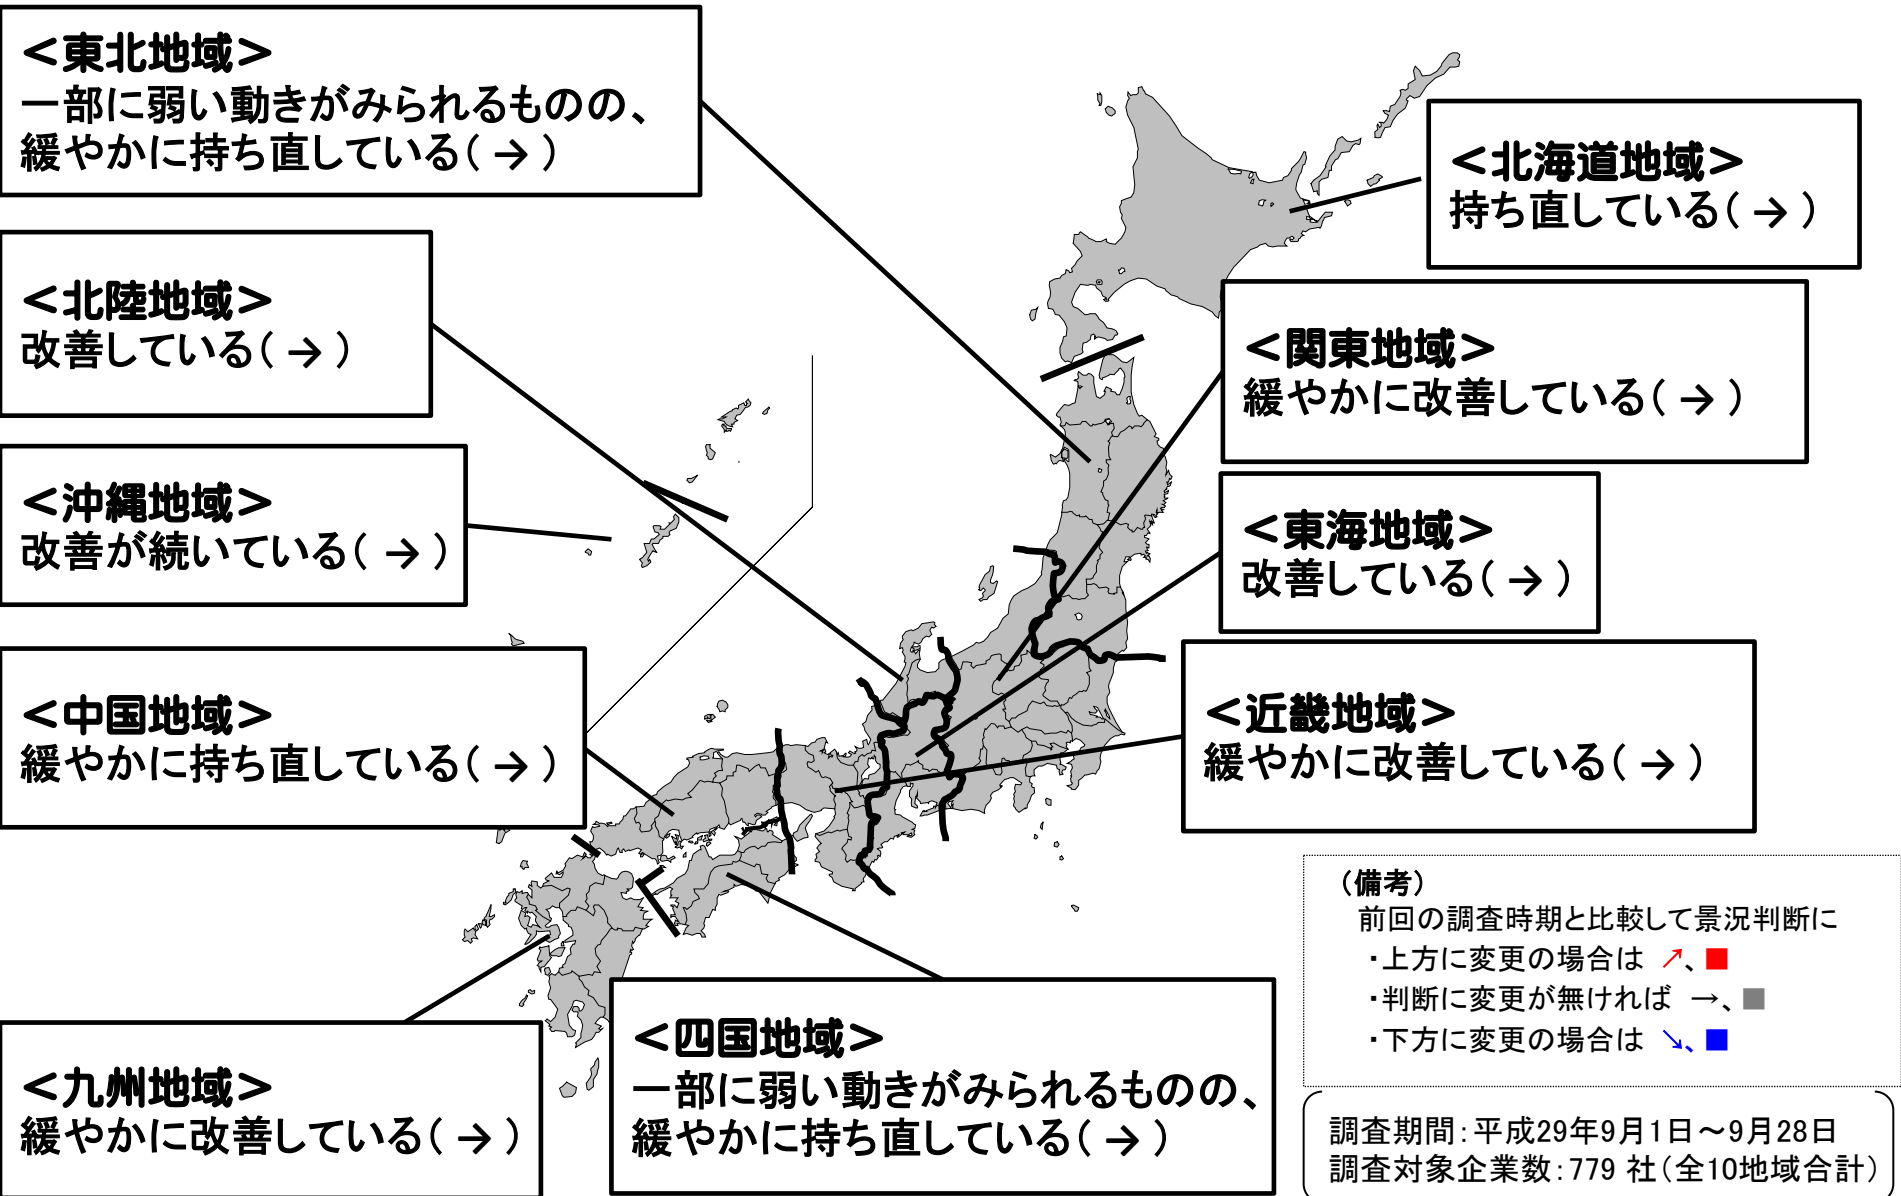 ＜東北地域＞
一部に弱い動きがみられるものの、
緩やかに持ち直している（→）
＜北海道地域＞
持ち直している（→）
＜北陸地域＞
改善している（→）
＜関東地域＞
緩やかに改善している（→）
＜沖縄地域＞
改善が続いている（→）
＜東海地域＞
改善している（→）
＜中国地域＞
緩やかに持ち直している（→）
＜近畿地域＞
緩やかに改善している（→）
＜九州地域＞
緩やかに改善している（→）
＜四国地域＞
一部に弱い動きがみられるものの、
緩やかに持ち直している（→）
（備考）
前回の調査時期と比較して景況判断に
・上方に変更の場合は ↗、■
・判断に変更が無ければ →、■
・下方に変更の場合は ↘、■
調査期間：平成29年9月1日～9月28日
調査対象企業数：779 社（全10地域合計）